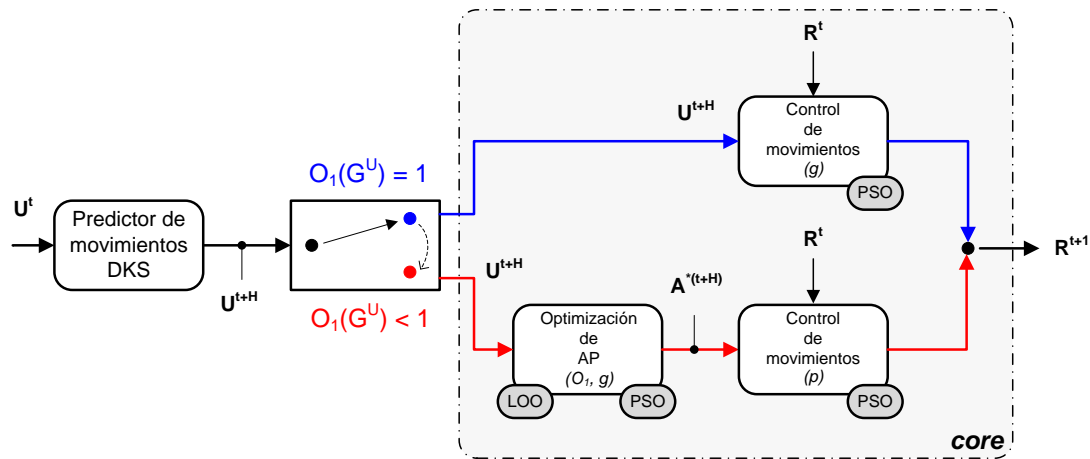 R^t
Control
de
movimientos
(g)
PSO
U^{t+H}
O_1(G^U) = 1
U^t
Predictor de
movimientos
DKS
U^{t+H}
O_1(G^U) < 1
U^{t+H}
Optimización
de
AP
(O_1, g)
LOO
PSO
A^{*(t+H)}
R^t
Control
de
movimientos
(p)
PSO
R^{t+1}
core